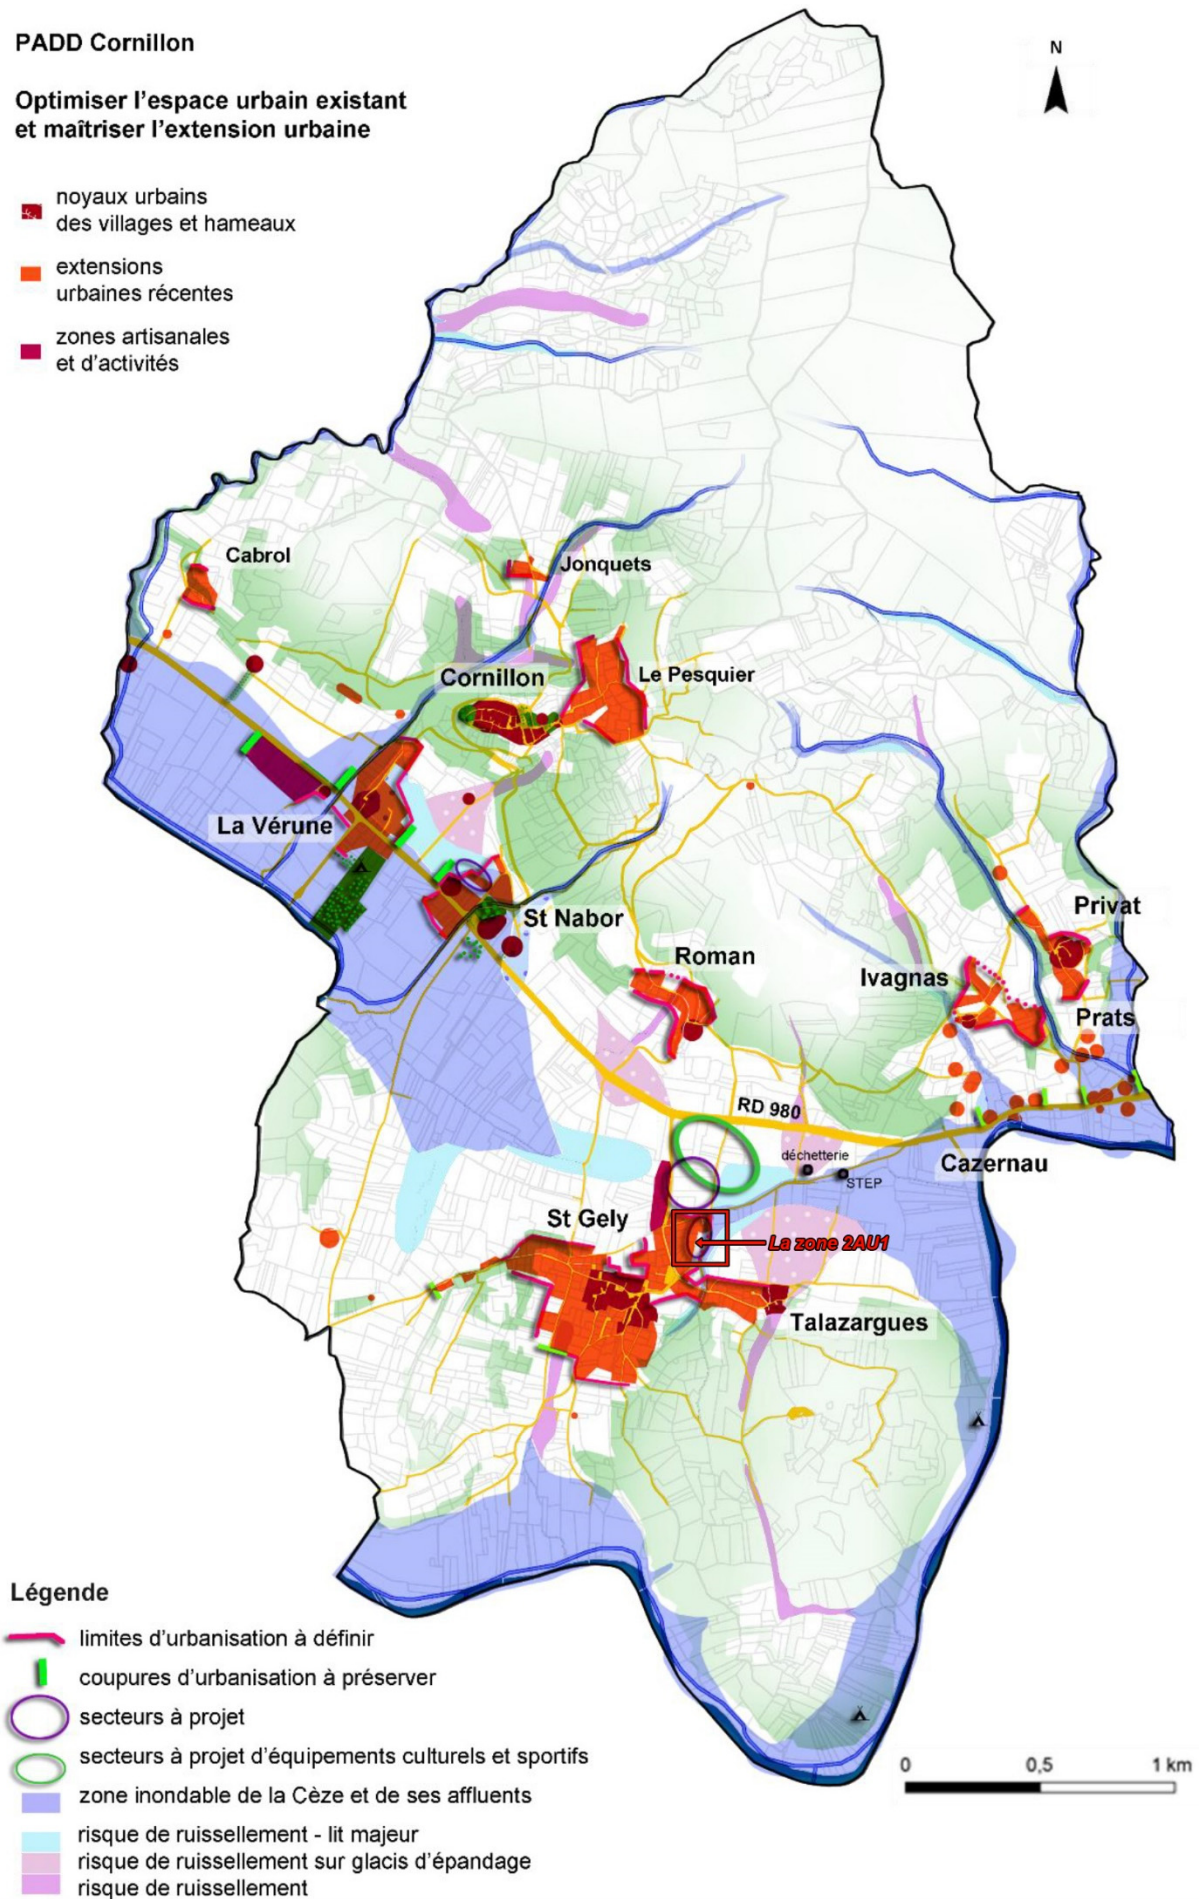 PADD Cornillon
N
Optimiser l'espace urbain existant
et maîtriser l'extension urbaine
noyaux urbains
des villages et hameaux
extensions
urbaines récentes
zones artisanales
et d'activités
Cabrol
Jonquets
Cornillon
Le Pesquier
La Vérune
St Nabor
Privat
Roman
Ivagnas
Prats
RD 980
déchetterie
STEP
Cazernau
St Gely
La zone 2AU1
Talazargues
Légende
limites d'urbanisation à définir
coupures d'urbanisation à préserver
secteurs à projet
secteurs à projet d'équipements culturels et sportifs
zone inondable de la Cèze et de ses affluents
risque de ruissellement - lit majeur
risque de ruissellement sur glacis d'épandage
risque de ruissellement
0 0,5 1 km